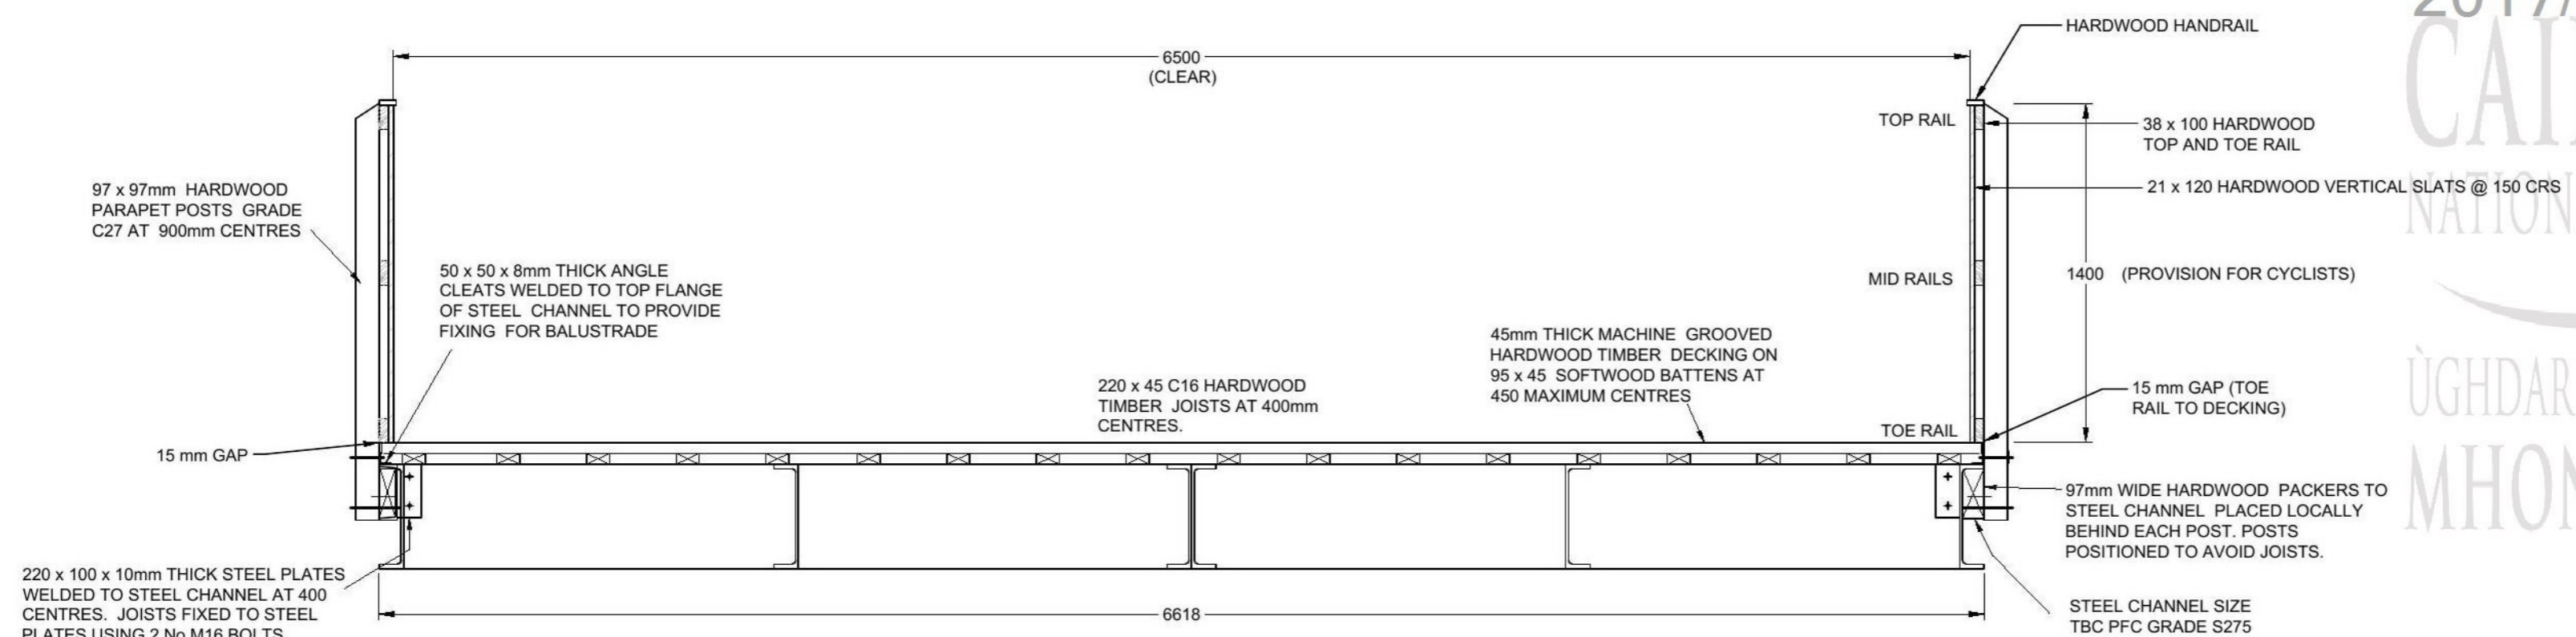 2017/
CAI
NATION
ÙGHDAR
MHON
6500
(CLEAR)
HARDWOOD HANDRAIL
TOP RAIL
38 x 100 HARDWOOD
TOP AND TOE RAIL
21 x 120 HARDWOOD VERTICAL SLATS @ 150 CRS
97 x 97mm HARDWOOD
PARAPET POSTS GRADE
C27 AT 900mm CENTRES
50 x 50 x 8mm THICK ANGLE
CLEATS WELDED TO TOP FLANGE
OF STEEL CHANNEL TO PROVIDE
FIXING FOR BALUSTRADE
MID RAILS
1400 (PROVISION FOR CYCLISTS)
45mm THICK MACHINE GROOVED
HARDWOOD TIMBER DECKING ON
95 x 45 SOFTWOOD BATTENS AT
450 MAXIMUM CENTRES
220 x 45 C16 HARDWOOD
TIMBER JOISTS AT 400mm
CENTRES.
15 mm GAP (TOE
RAIL TO DECKING)
TOE RAIL
15 mm GAP
97mm WIDE HARDWOOD PACKERS TO
STEEL CHANNEL PLACED LOCALLY
BEHIND EACH POST. POSTS
POSITIONED TO AVOID JOISTS.
220 x 100 x 10mm THICK STEEL PLATES
WELDED TO STEEL CHANNEL AT 400
CENTRES. JOISTS FIXED TO STEEL
PLATES USING 2 No M16 BOLTS
6618
STEEL CHANNEL SIZE
TBC PFC GRADE S275